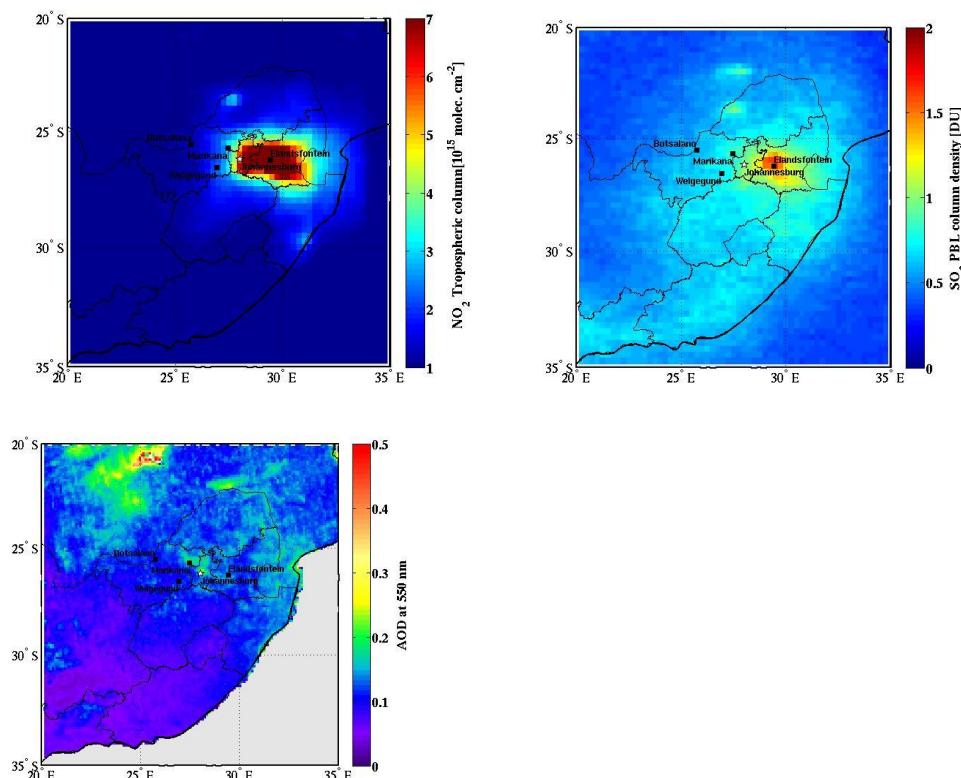 20° S
25° S
30° S
35° S
20° E
25° E
30° E
35° E
Botsalano
Marikana
Welgegund
Elandsfontein
Johannesburg
7
6
5
4
3
2
1
NO₂ Tropospheric column[10¹⁵ molec. cm⁻²]
20° S
25° S
30° S
35° S
20° E
25° E
30° E
35° E
Botsalano
Marikana
Welgegund
Elandsfontein
Johannesburg
2
1.5
1
0.5
0
SO₂ PBL column density [DU]
20° S
25° S
30° S
35° S
20° E
25° E
30° E
35° E
Botsalano
Marikana
Welgegund
Elandsfontein
Johannesburg
0.5
0.4
0.3
0.2
0.1
0
AOD at 550 nm